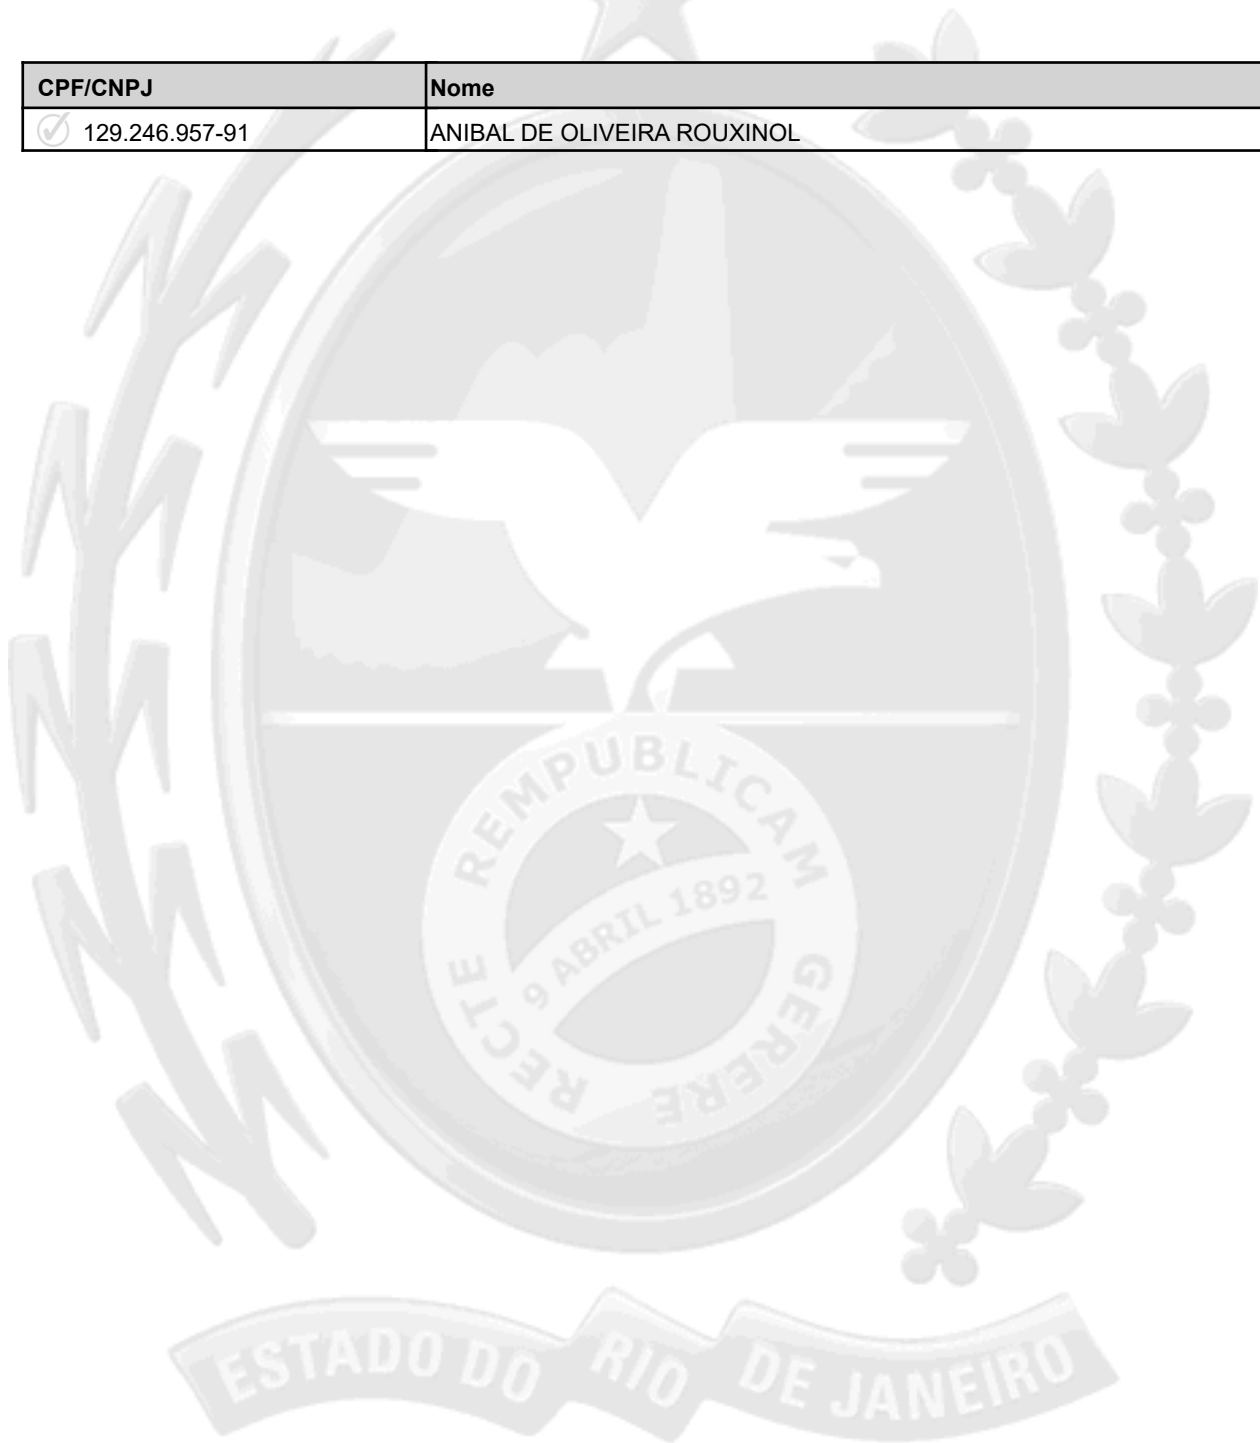 CPF/CNPJ Nome
129.246.957-91 ANIBAL DE OLIVEIRA ROUXINOL
REMPUBLICAM
9 ABRIL 1892
RECTE GERERE
ESTADO DO RIO DE JANEIRO